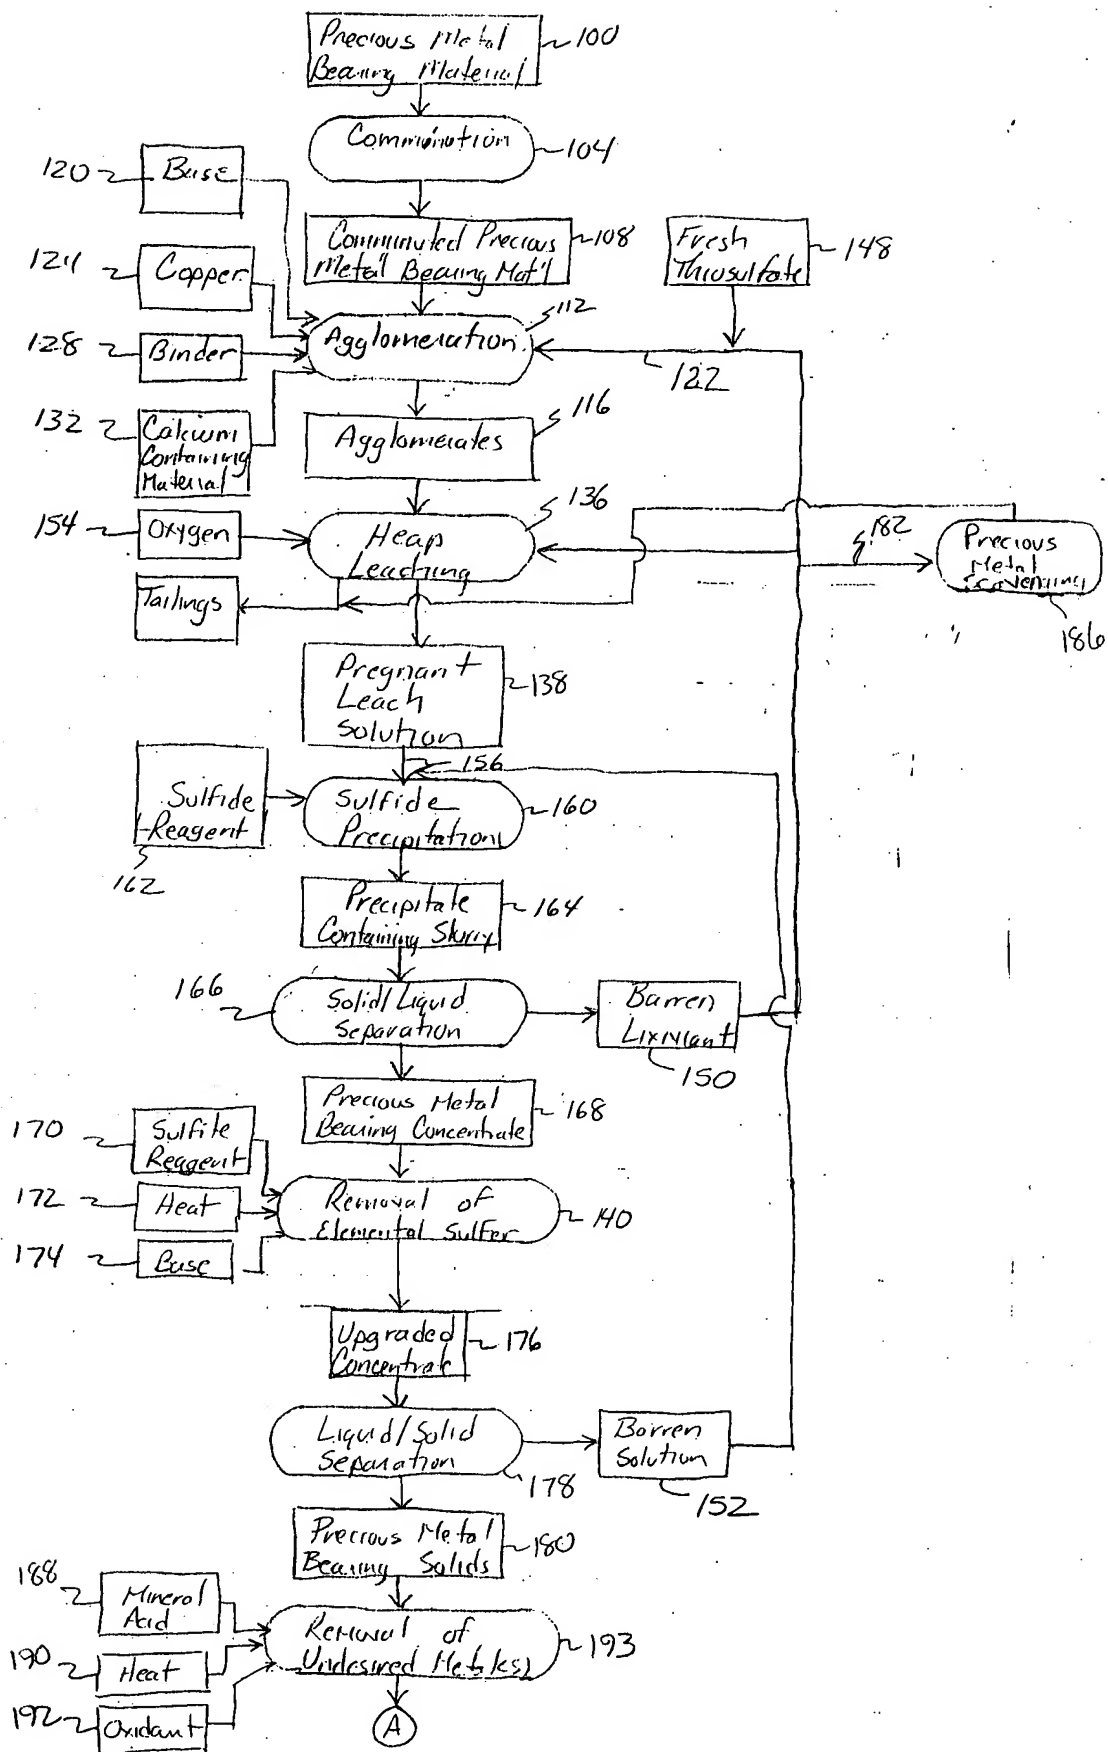 Precious Metal
Bearing Material
100
Comminution
104
120
Base
Comminuted Precious
Metal Bearing Mat'l
108
Fresh
Thiosulfate
148
124
Copper
112
Agglomeration
128
Binder
122
132
Calcium
Containing
Material
116
Agglomerates
154
Oxygen
136
Heap
Leaching
182
Precious
Metal
Scavenging
186
Tailings
Pregnant
Leach
Solution
138
156
Sulfide
Reagent
162
Sulfide
Precipitation
160
Precipitate
Containing Slurry
164
166
Solid/Liquid
Separation
Barren
Lixiviant
150
Precious Metal
Bearing Concentrate
168
170
Sulfite
Reagent
172
Heat
174
Base
Removal of
Elemental Sulfer
140
Upgraded
Concentrate
176
Liquid/Solid
Separation
178
Barren
Solution
152
Precious Metal
Bearing Solids
180
188
Mineral
Acid
190
Heat
192
Oxidant
Removal of
Undesired Metal(s)
193
A